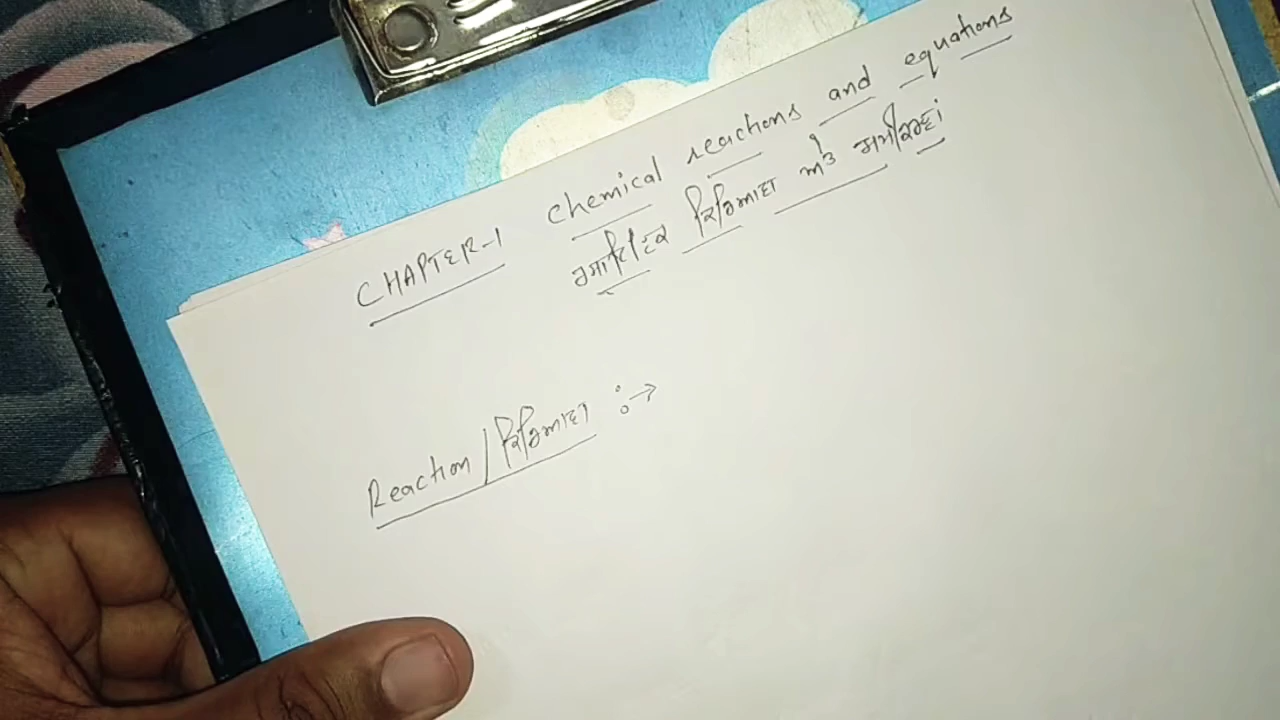 CHAPTER-1 Chemical reactions and equations
ਰਸਾਇਣਿਕ ਕਿਰਿਆਵਾਂ ਅਤੇ ਸਮੀਕਰਣਾਂ
Reaction/ਕਿਰਿਆਵਾ :->